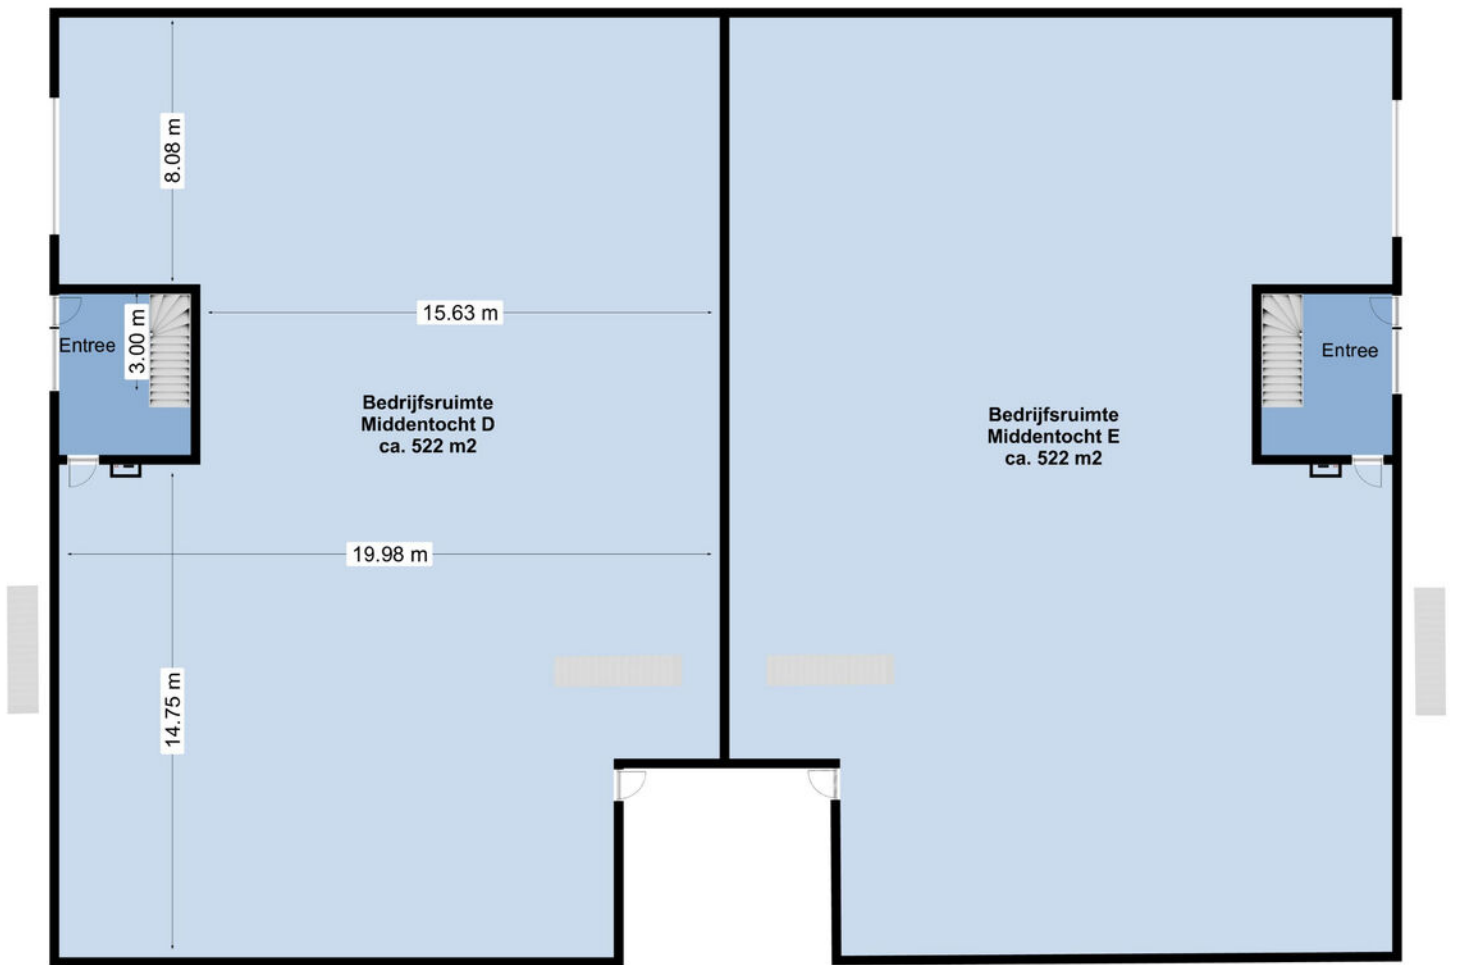 8.08 m
15.63 m
3.00 m
Entree
Entree
Bedrijfsruimte
Middentocht D
ca. 522 m2
Bedrijfsruimte
Middentocht E
ca. 522 m2
19.98 m
14.75 m